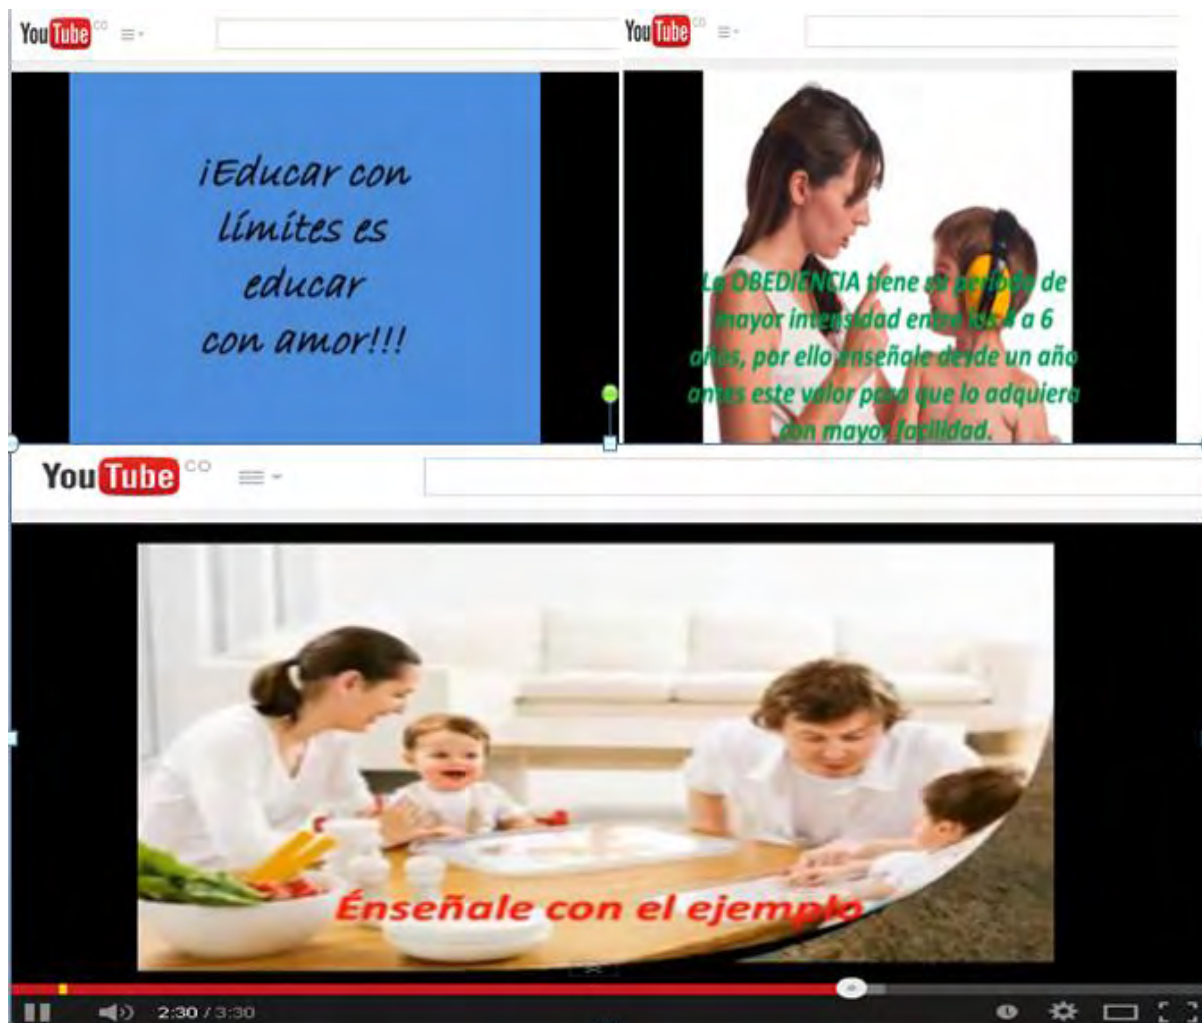 YouTube CO
¡Educar con
límites es
educar
con amor!!!
YouTube CO
La OBEDIENCIA tiene su período de
mayor intensidad entre los 4 a 6
años, por ello enseñale desde un año
antes este valor para que lo adquiera
con mayor facilidad.
YouTube CO
Énseñale con el ejemplo
2:30 / 3:30